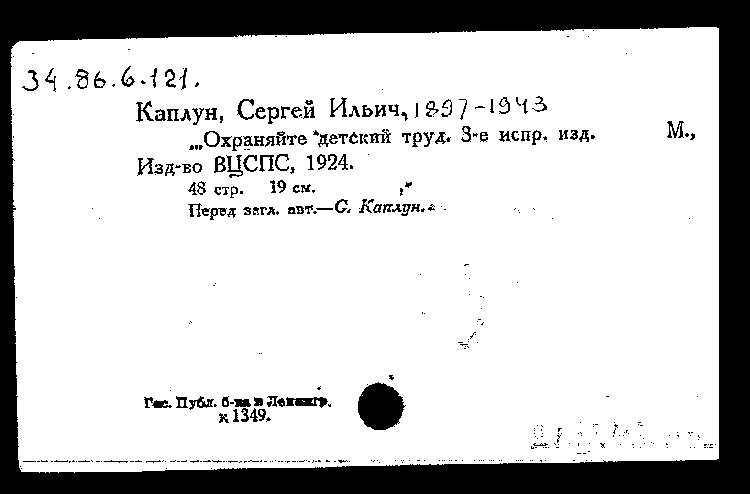 34.86.6.121.
Каплун, Сергей Ильич, 1897-1943
„Охраняйте детский труд. 3-е испр. изд. М.,
Изд-во ВЦСПС, 1924.
48 стр. 19 см.
Перед загл. авт.—С. Каплун.
Гос. Публ. б-ка в Ленингр.
к 1349.